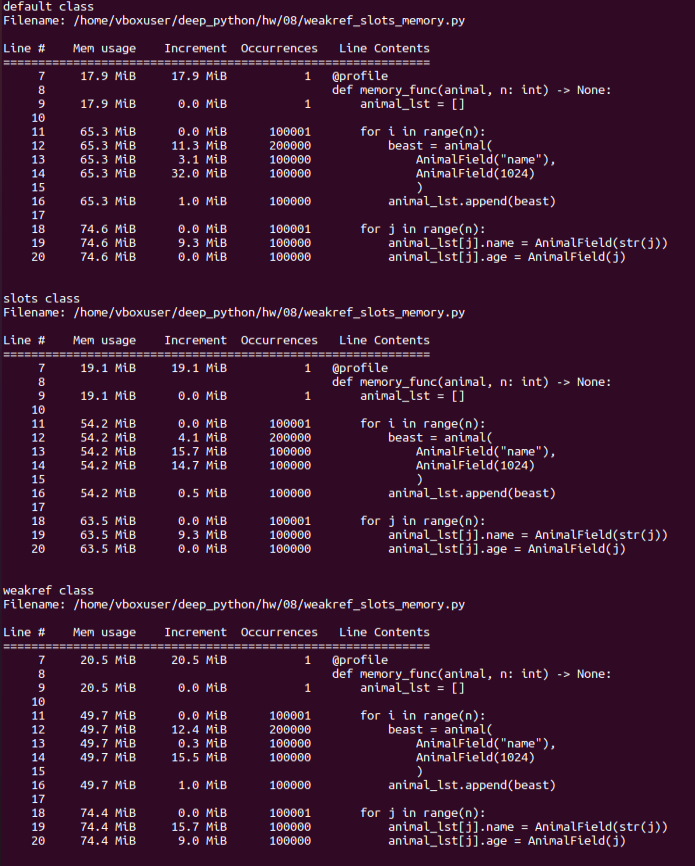 default class
Filename: /home/vboxuser/deep_python/hw/08/weakref_slots_memory.py

Line #    Mem usage    Increment  Occurrences   Line Contents
=============================================================
     7     17.9 MiB     17.9 MiB           1   @profile
     8                                         def memory_func(animal, n: int) -> None:
     9     17.9 MiB      0.0 MiB           1       animal_lst = []
    10
    11     65.3 MiB      0.0 MiB      100001       for i in range(n):
    12     65.3 MiB     11.3 MiB      200000           beast = animal(
    13     65.3 MiB      3.1 MiB      100000               AnimalField("name"),
    14     65.3 MiB     32.0 MiB      100000               AnimalField(1024)
    15                                                     )
    16     65.3 MiB      1.0 MiB      100000           animal_lst.append(beast)
    17
    18     74.6 MiB      0.0 MiB      100001       for j in range(n):
    19     74.6 MiB      9.3 MiB      100000           animal_lst[j].name = AnimalField(str(j))
    20     74.6 MiB      0.0 MiB      100000           animal_lst[j].age = AnimalField(j)

slots class
Filename: /home/vboxuser/deep_python/hw/08/weakref_slots_memory.py

Line #    Mem usage    Increment  Occurrences   Line Contents
=============================================================
     7     19.1 MiB     19.1 MiB           1   @profile
     8                                         def memory_func(animal, n: int) -> None:
     9     19.1 MiB      0.0 MiB           1       animal_lst = []
    10
    11     54.2 MiB      0.0 MiB      100001       for i in range(n):
    12     54.2 MiB      4.1 MiB      200000           beast = animal(
    13     54.2 MiB     15.7 MiB      100000               AnimalField("name"),
    14     54.2 MiB     14.7 MiB      100000               AnimalField(1024)
    15                                                     )
    16     54.2 MiB      0.5 MiB      100000           animal_lst.append(beast)
    17
    18     63.5 MiB      0.0 MiB      100001       for j in range(n):
    19     63.5 MiB      9.3 MiB      100000           animal_lst[j].name = AnimalField(str(j))
    20     63.5 MiB      0.0 MiB      100000           animal_lst[j].age = AnimalField(j)

weakref class
Filename: /home/vboxuser/deep_python/hw/08/weakref_slots_memory.py

Line #    Mem usage    Increment  Occurrences   Line Contents
=============================================================
     7     20.5 MiB     20.5 MiB           1   @profile
     8                                         def memory_func(animal, n: int) -> None:
     9     20.5 MiB      0.0 MiB           1       animal_lst = []
    10
    11     49.7 MiB      0.0 MiB      100001       for i in range(n):
    12     49.7 MiB     12.4 MiB      200000           beast = animal(
    13     49.7 MiB      0.3 MiB      100000               AnimalField("name"),
    14     49.7 MiB     15.5 MiB      100000               AnimalField(1024)
    15                                                     )
    16     49.7 MiB      1.0 MiB      100000           animal_lst.append(beast)
    17
    18     74.4 MiB      0.0 MiB      100001       for j in range(n):
    19     74.4 MiB     15.7 MiB      100000           animal_lst[j].name = AnimalField(str(j))
    20     74.4 MiB      9.0 MiB      100000           animal_lst[j].age = AnimalField(j)